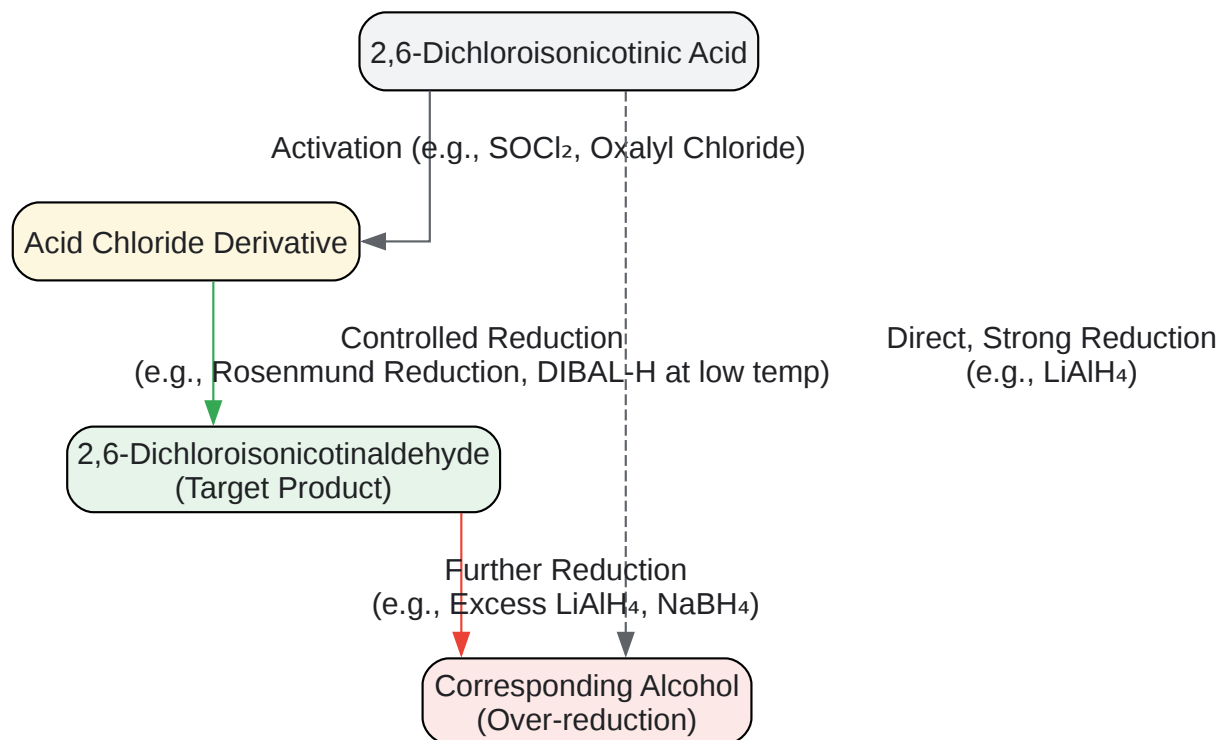 2,6-Dichloroisonicotinic Acid
Activation (e.g., SOCl₂, Oxalyl Chloride)
Acid Chloride Derivative
Controlled Reduction
(e.g., Rosenmund Reduction, DIBAL-H at low temp)
Direct, Strong Reduction
(e.g., LiAlH₄)
2,6-Dichloroisonicotinaldehyde
(Target Product)
Further Reduction
(e.g., Excess LiAlH₄, NaBH₄)
Corresponding Alcohol
(Over-reduction)